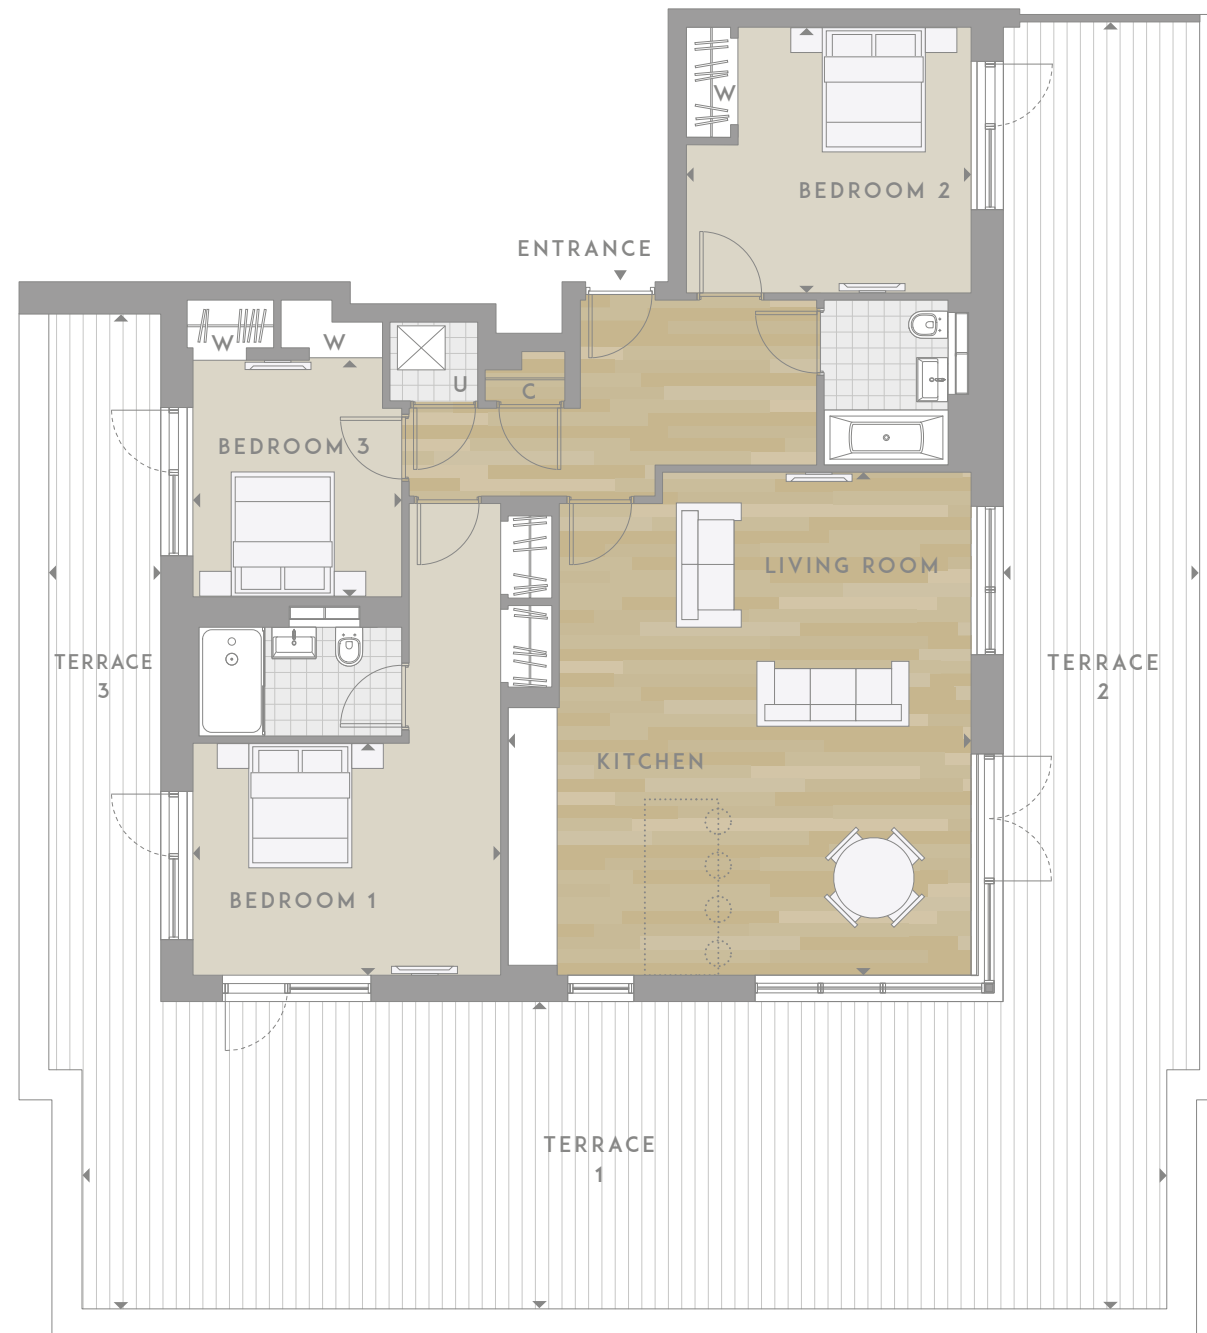 W
BEDROOM 2
ENTRANCE
W
W
U
C
BEDROOM 3
LIVING ROOM
TERRACE
3
TERRACE
2
KITCHEN
BEDROOM 1
TERRACE
1